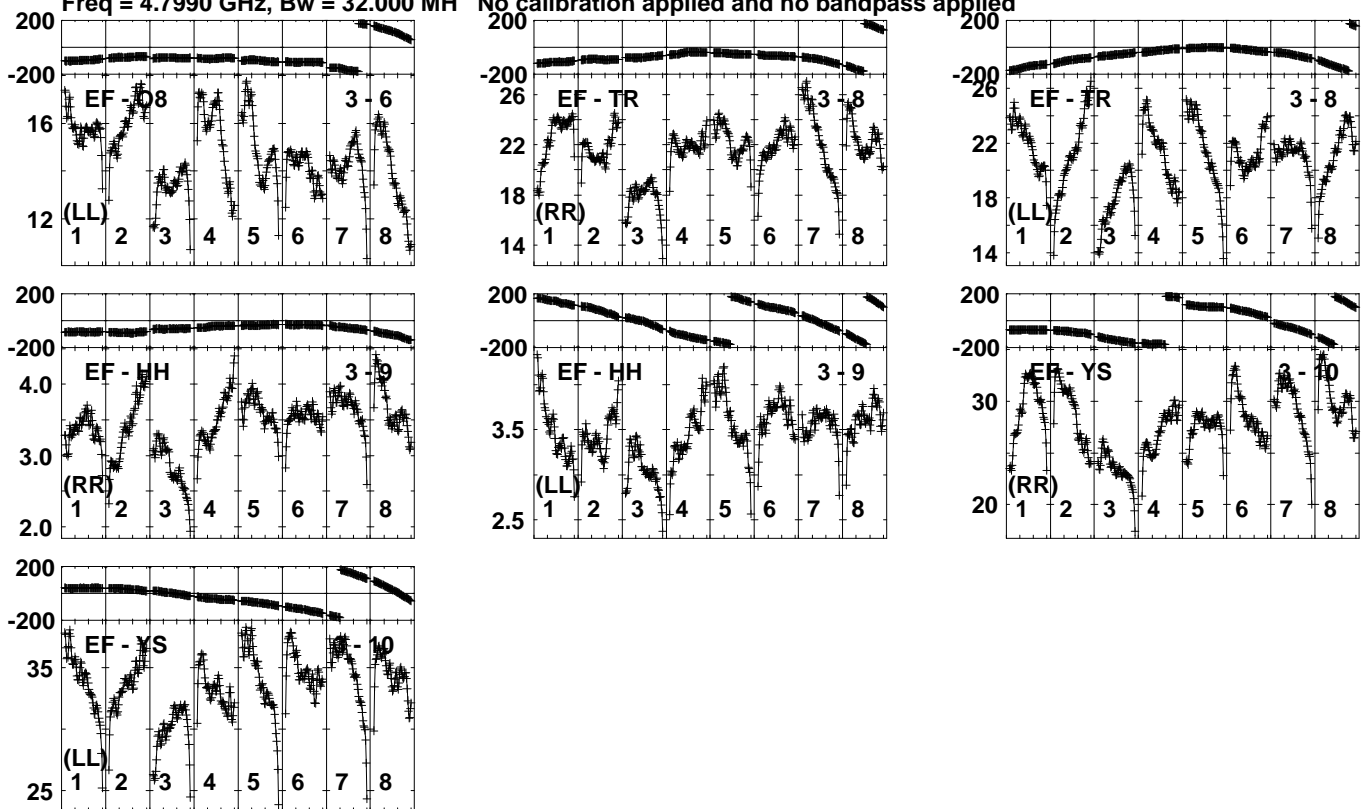 Freq = 4.7990 GHz, Bw = 32.000 MH No calibration applied and no bandpass applied
200
-200
EF - O8 3 - 6
16
12
(LL)
1 2 3 4 5 6 7 8
200
-200
EF - TR 3 - 8
26
22
18
14
(RR)
1 2 3 4 5 6 7 8
200
-200
EF - TR 3 - 8
26
22
18
14
(LL)
1 2 3 4 5 6 7 8
200
-200
EF - HH 3 - 9
4.0
3.0
2.0
(RR)
1 2 3 4 5 6 7 8
200
-200
EF - HH 3 - 9
3.5
2.5
(LL)
1 2 3 4 5 6 7 8
200
-200
EF - YS 3 - 10
30
20
(RR)
1 2 3 4 5 6 7 8
200
-200
EF - YS 3 - 10
35
25
(LL)
1 2 3 4 5 6 7 8